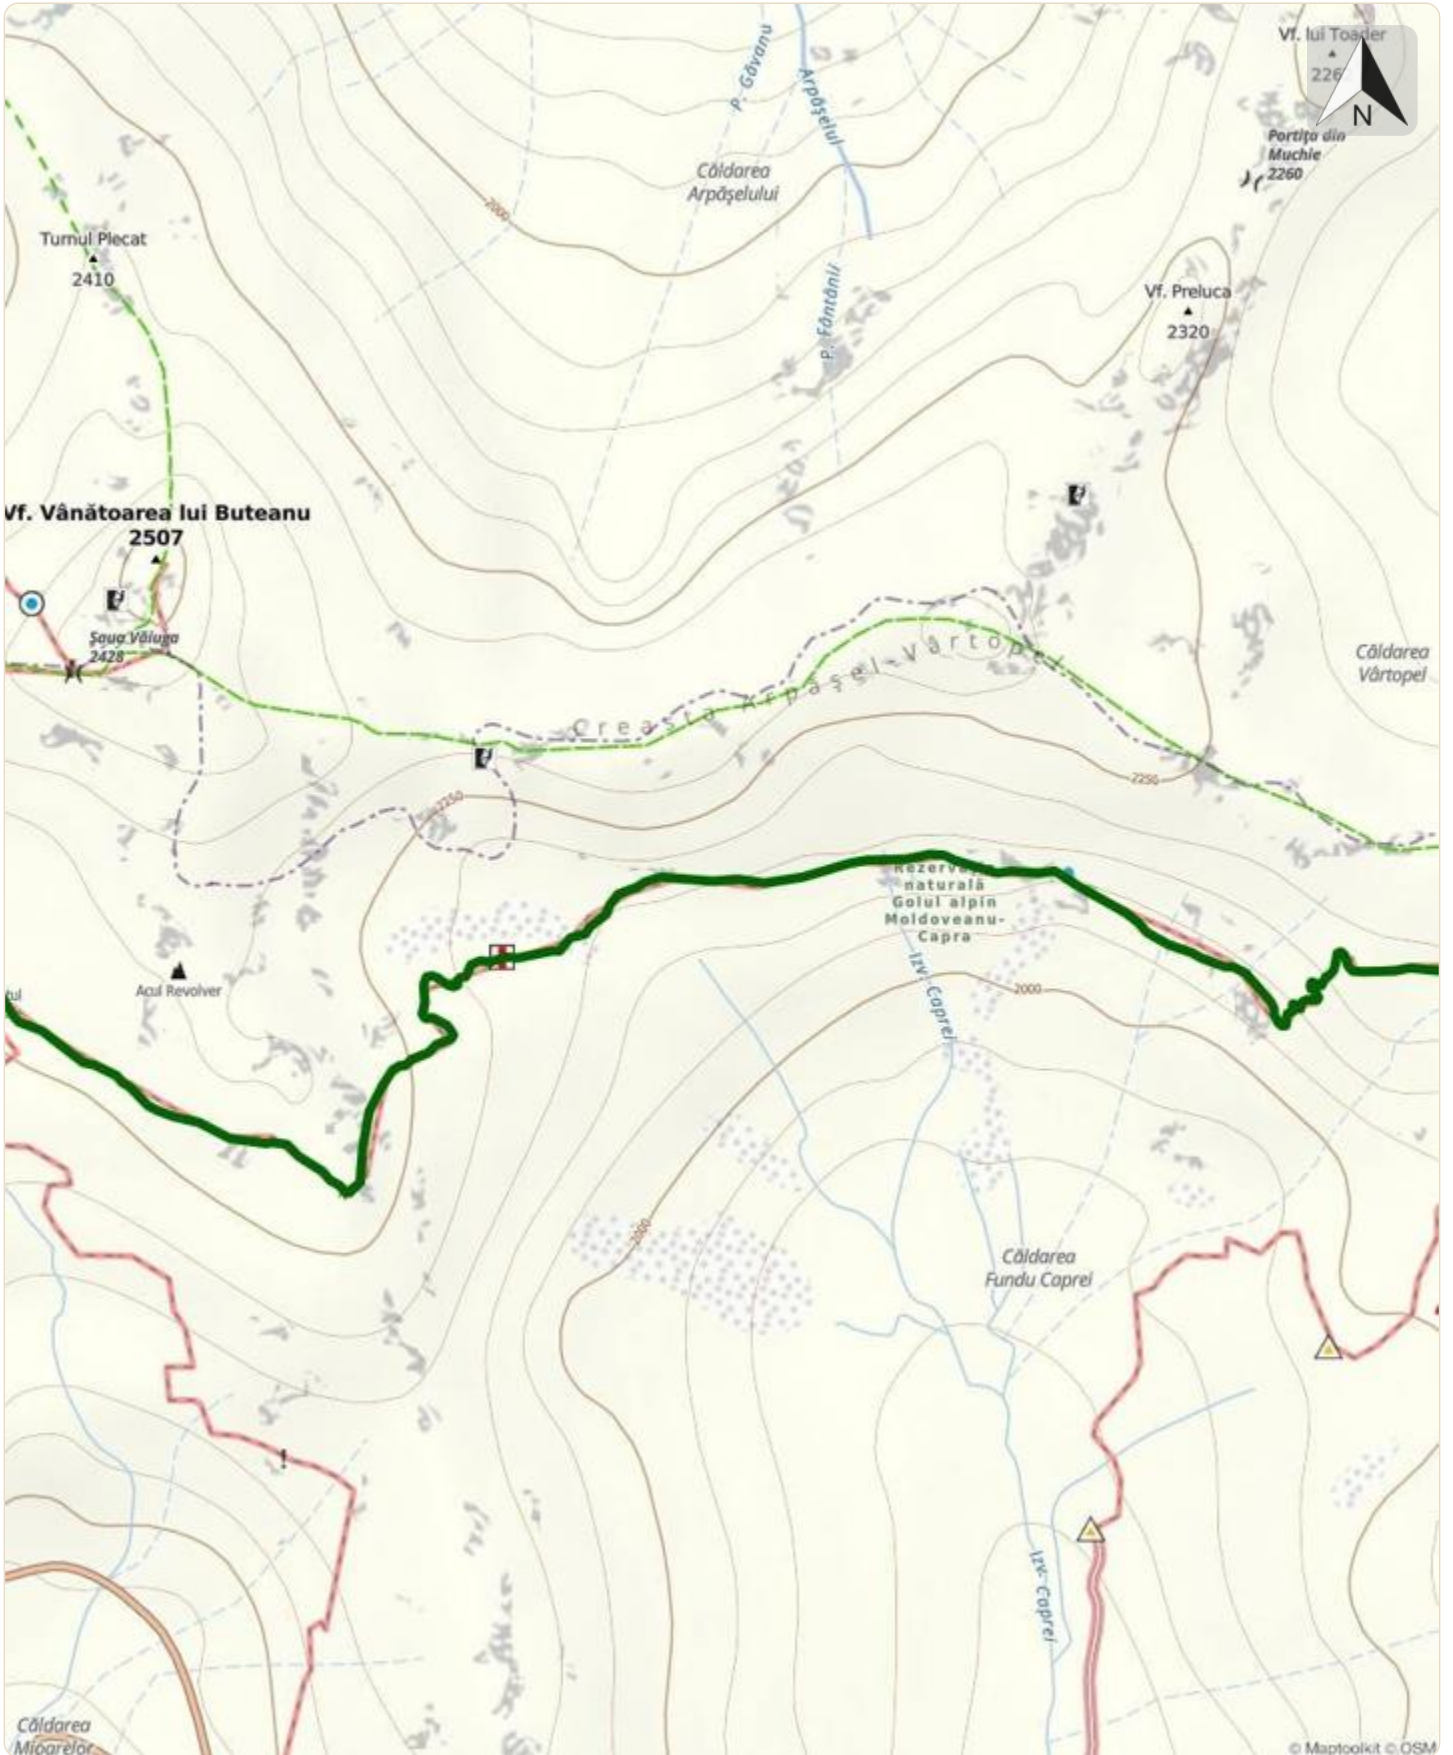 Vf. lui Toader
N
P. Găvanu
Arpășelul
Portița din
Muchie
2260
Căldarea
Arpășelului
2000
Turnul Plecat
2410
P. Fântânii
Vf. Preluca
2320
Vf. Vânătoarea lui Buteanu
2507
Șaua Văiuga
2428
Căldarea
Vârtopel
Creasta Arpășel-Vârtopel
2250
2250
Rezervația
naturală
Golul alpin
Moldoveanu-
Capra
Izv. Caprei
2000
Acul Revolver
2000
Căldarea
Fundu Caprei
Izv. Caprei
Căldarea
Mioarelor
© Maptoolkit © OSM